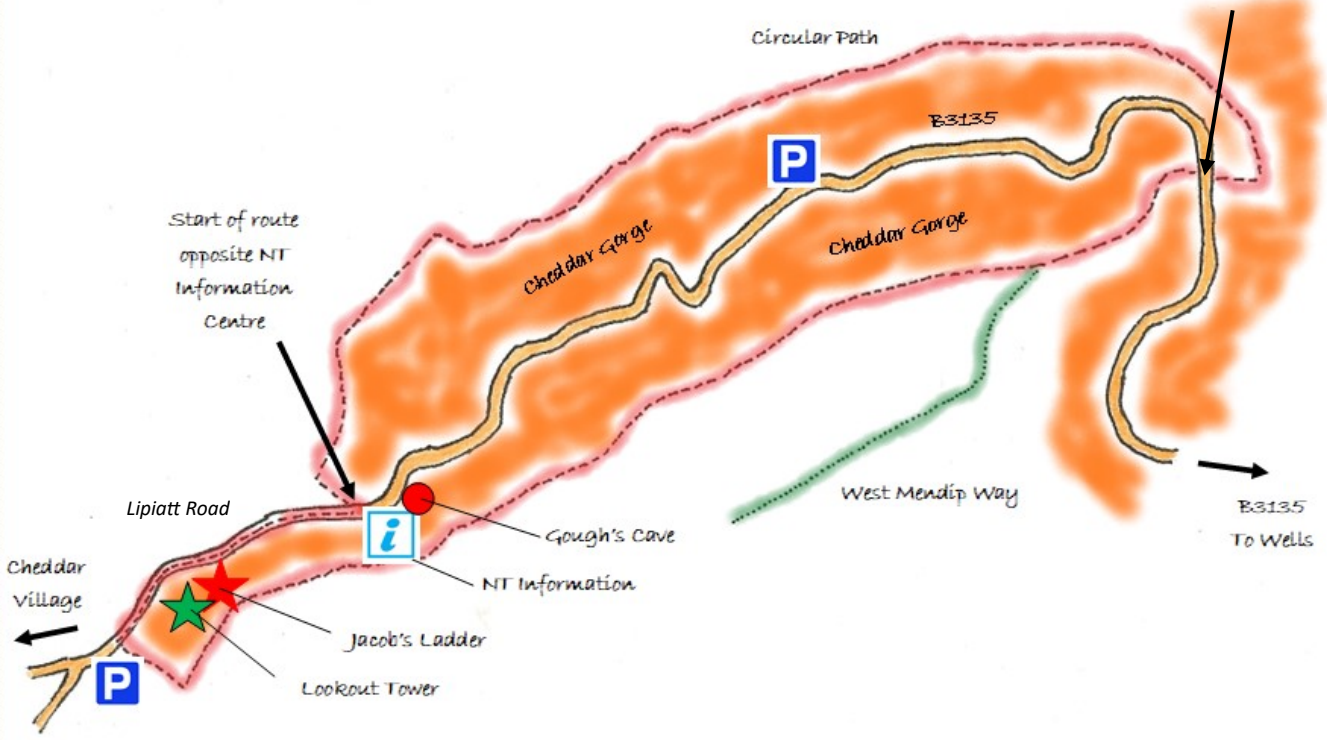 Circular Path
B3135
P
Start of route
opposite NT
Information
Centre
Cheddar Gorge
Cheddar Gorge
Lipiatt Road
West Mendip Way
B3135
To Wells
i
Gough's Cave
NT Information
Cheddar
Village
Jacob's Ladder
P
Lookout Tower